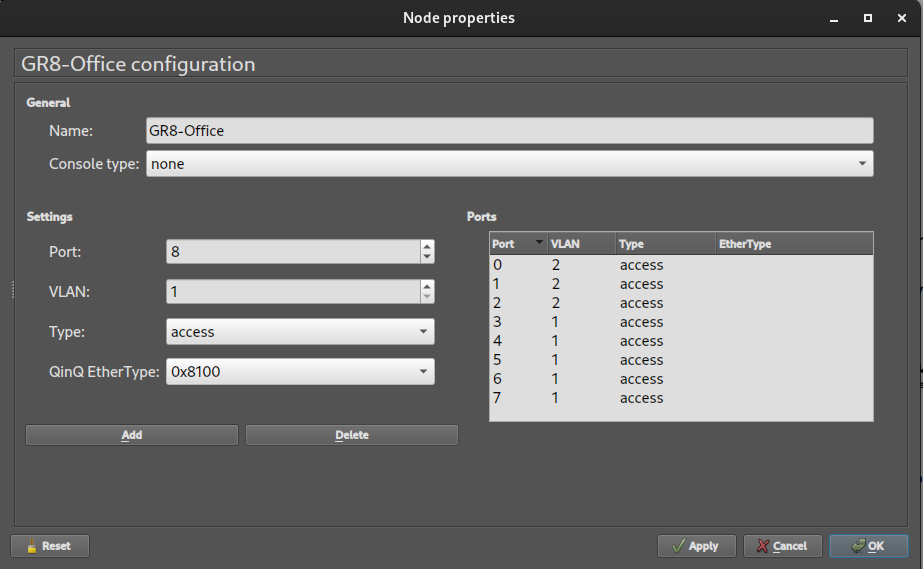 Node properties
GR8-Office configuration
General
Name: GR8-Office
Console type: none
Settings
Port: 8
VLAN: 1
Type: access
QinQ EtherType: 0x8100
Add Delete
Ports
Port VLAN Type EtherType
0 2 access
1 2 access
2 2 access
3 1 access
4 1 access
5 1 access
6 1 access
7 1 access
Reset Apply Cancel OK